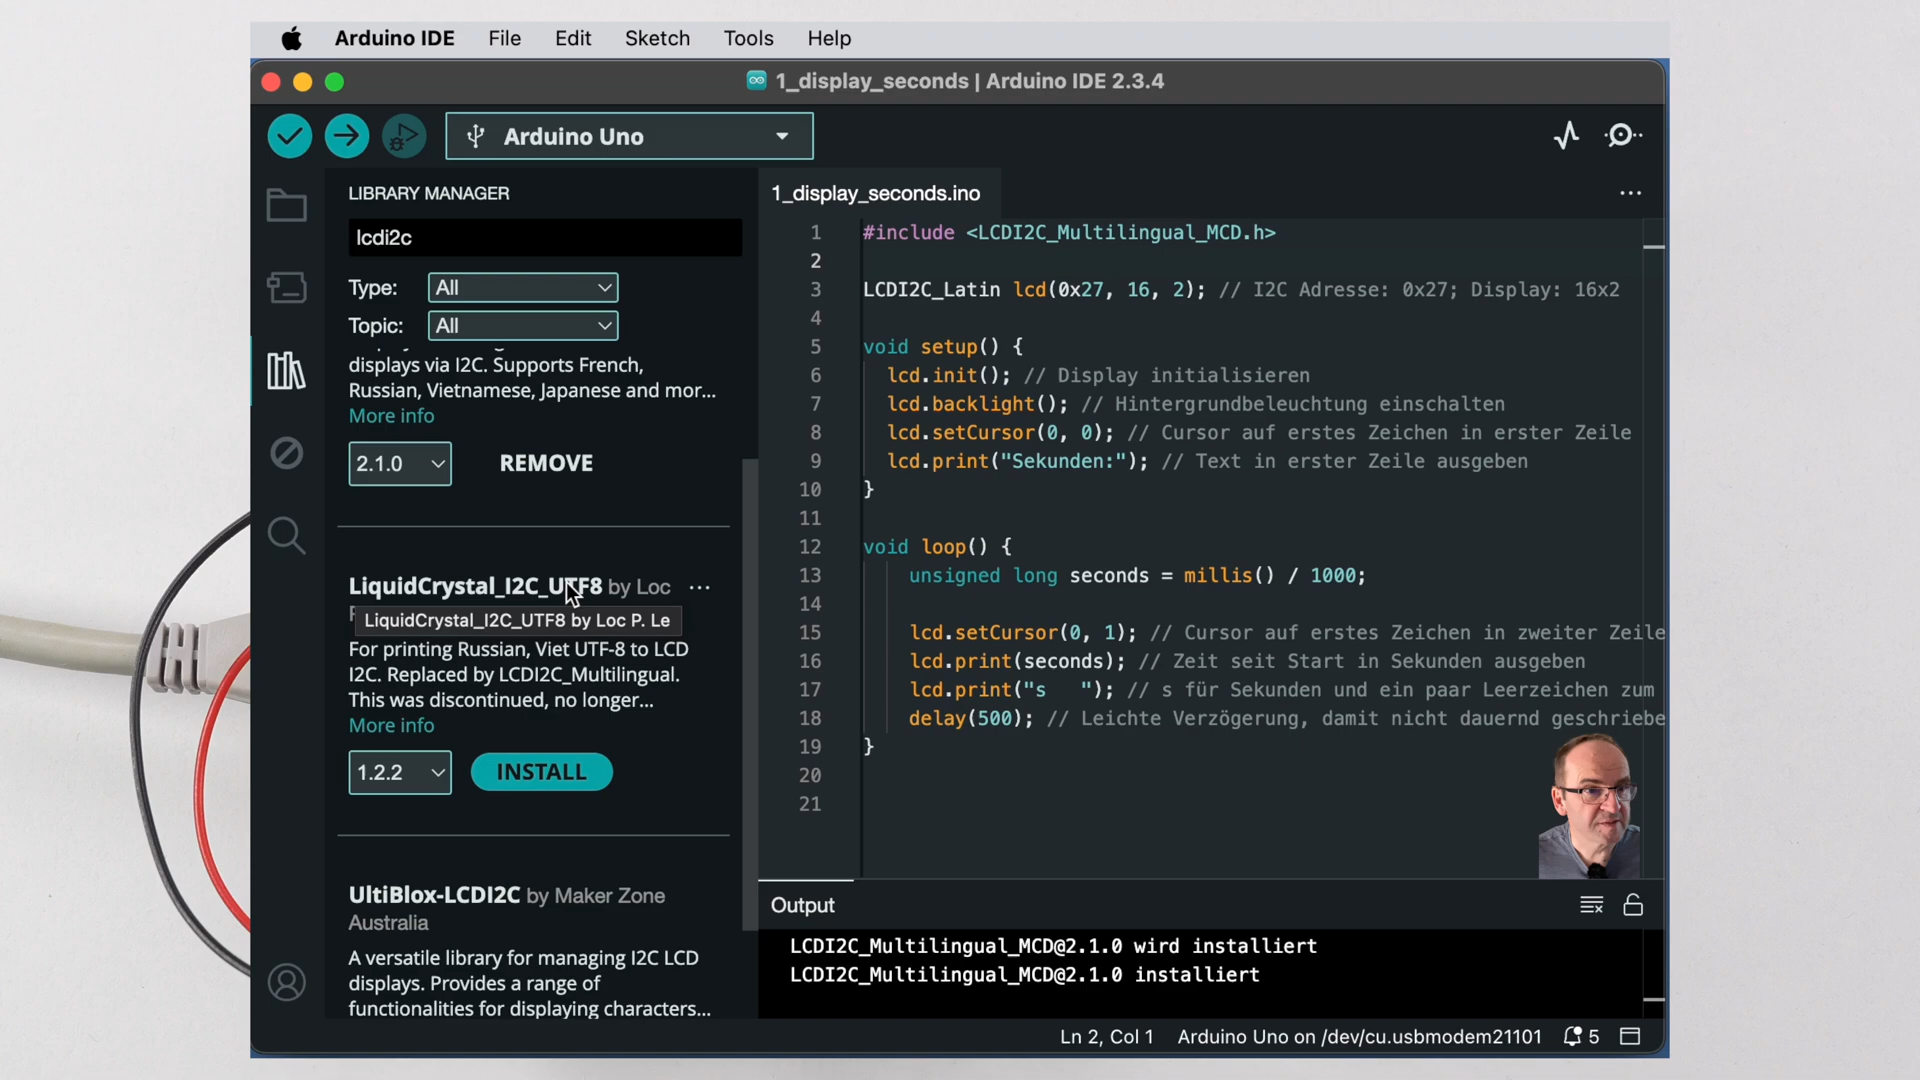 Arduino IDE File Edit Sketch Tools Help
1_display_seconds | Arduino IDE 2.3.4
Arduino Uno
LIBRARY MANAGER
lcdi2c
Type: All
Topic: All
displays via I2C. Supports French,
Russian, Vietnamese, Japanese and mor...
More info
2.1.0 REMOVE
LiquidCrystal_I2C_UTF8 by Loc ...
LiquidCrystal_I2C_UTF8 by Loc P. Le
For printing Russian, Viet UTF-8 to LCD
I2C. Replaced by LCDI2C_Multilingual.
This was discontinued, no longer...
More info
1.2.2 INSTALL
UltiBlox-LCDI2C by Maker Zone
Australia
A versatile library for managing I2C LCD
displays. Provides a range of
functionalities for displaying characters...
1_display_seconds.ino
1 #include <LCDI2C_Multilingual_MCD.h>
2
3 LCDI2C_Latin lcd(0x27, 16, 2); // I2C Adresse: 0x27; Display: 16x2
4
5 void setup() {
6 lcd.init(); // Display initialisieren
7 lcd.backlight(); // Hintergrundbeleuchtung einschalten
8 lcd.setCursor(0, 0); // Cursor auf erstes Zeichen in erster Zeile
9 lcd.print("Sekunden:"); // Text in erster Zeile ausgeben
10 }
11
12 void loop() {
13 unsigned long seconds = millis() / 1000;
14
15 lcd.setCursor(0, 1); // Cursor auf erstes Zeichen in zweiter Zeile
16 lcd.print(seconds); // Zeit seit Start in Sekunden ausgeben
17 lcd.print("s   "); // s für Sekunden und ein paar Leerzeichen zum
18 delay(500); // Leichte Verzögerung, damit nicht dauernd geschriebe
19 }
20
21
Output
LCDI2C_Multilingual_MCD@2.1.0 wird installiert
LCDI2C_Multilingual_MCD@2.1.0 installiert
Ln 2, Col 1 Arduino Uno on /dev/cu.usbmodem21101 5